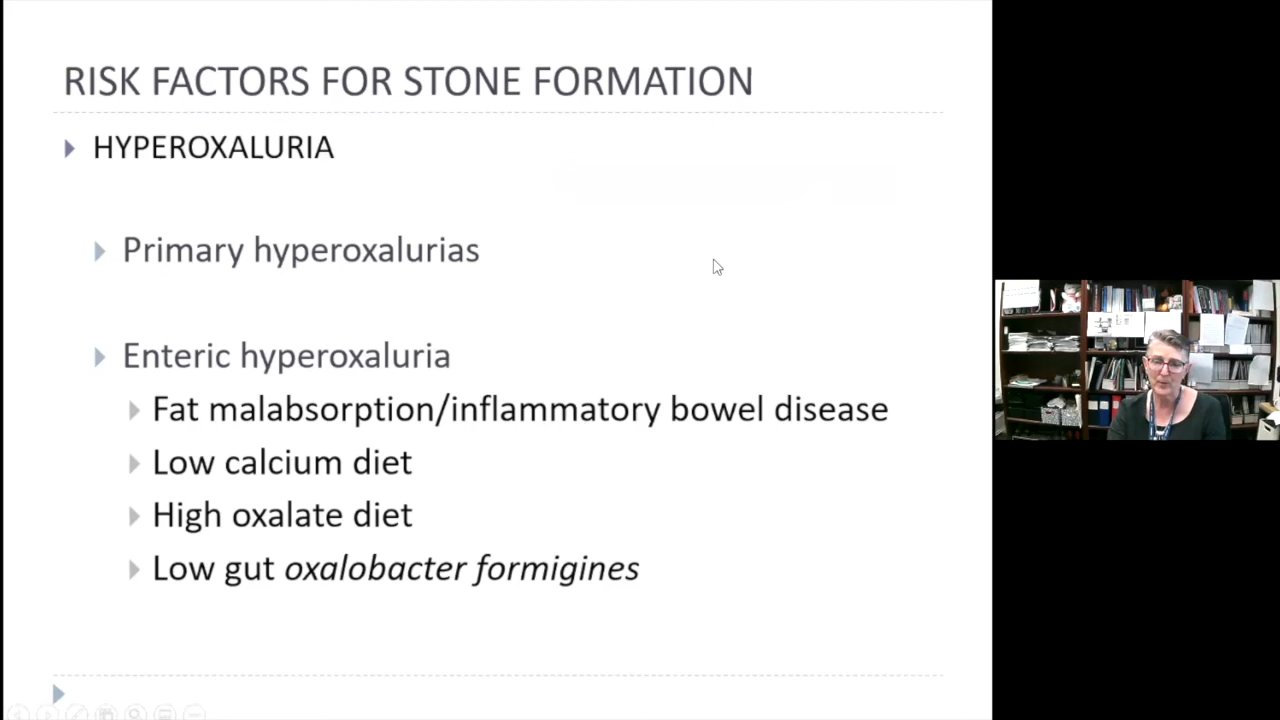 RISK FACTORS FOR STONE FORMATION
HYPEROXALURIA
Primary hyperoxalurias
Enteric hyperoxaluria
Fat malabsorption/inflammatory bowel disease
Low calcium diet
High oxalate diet
Low gut oxalobacter formigines